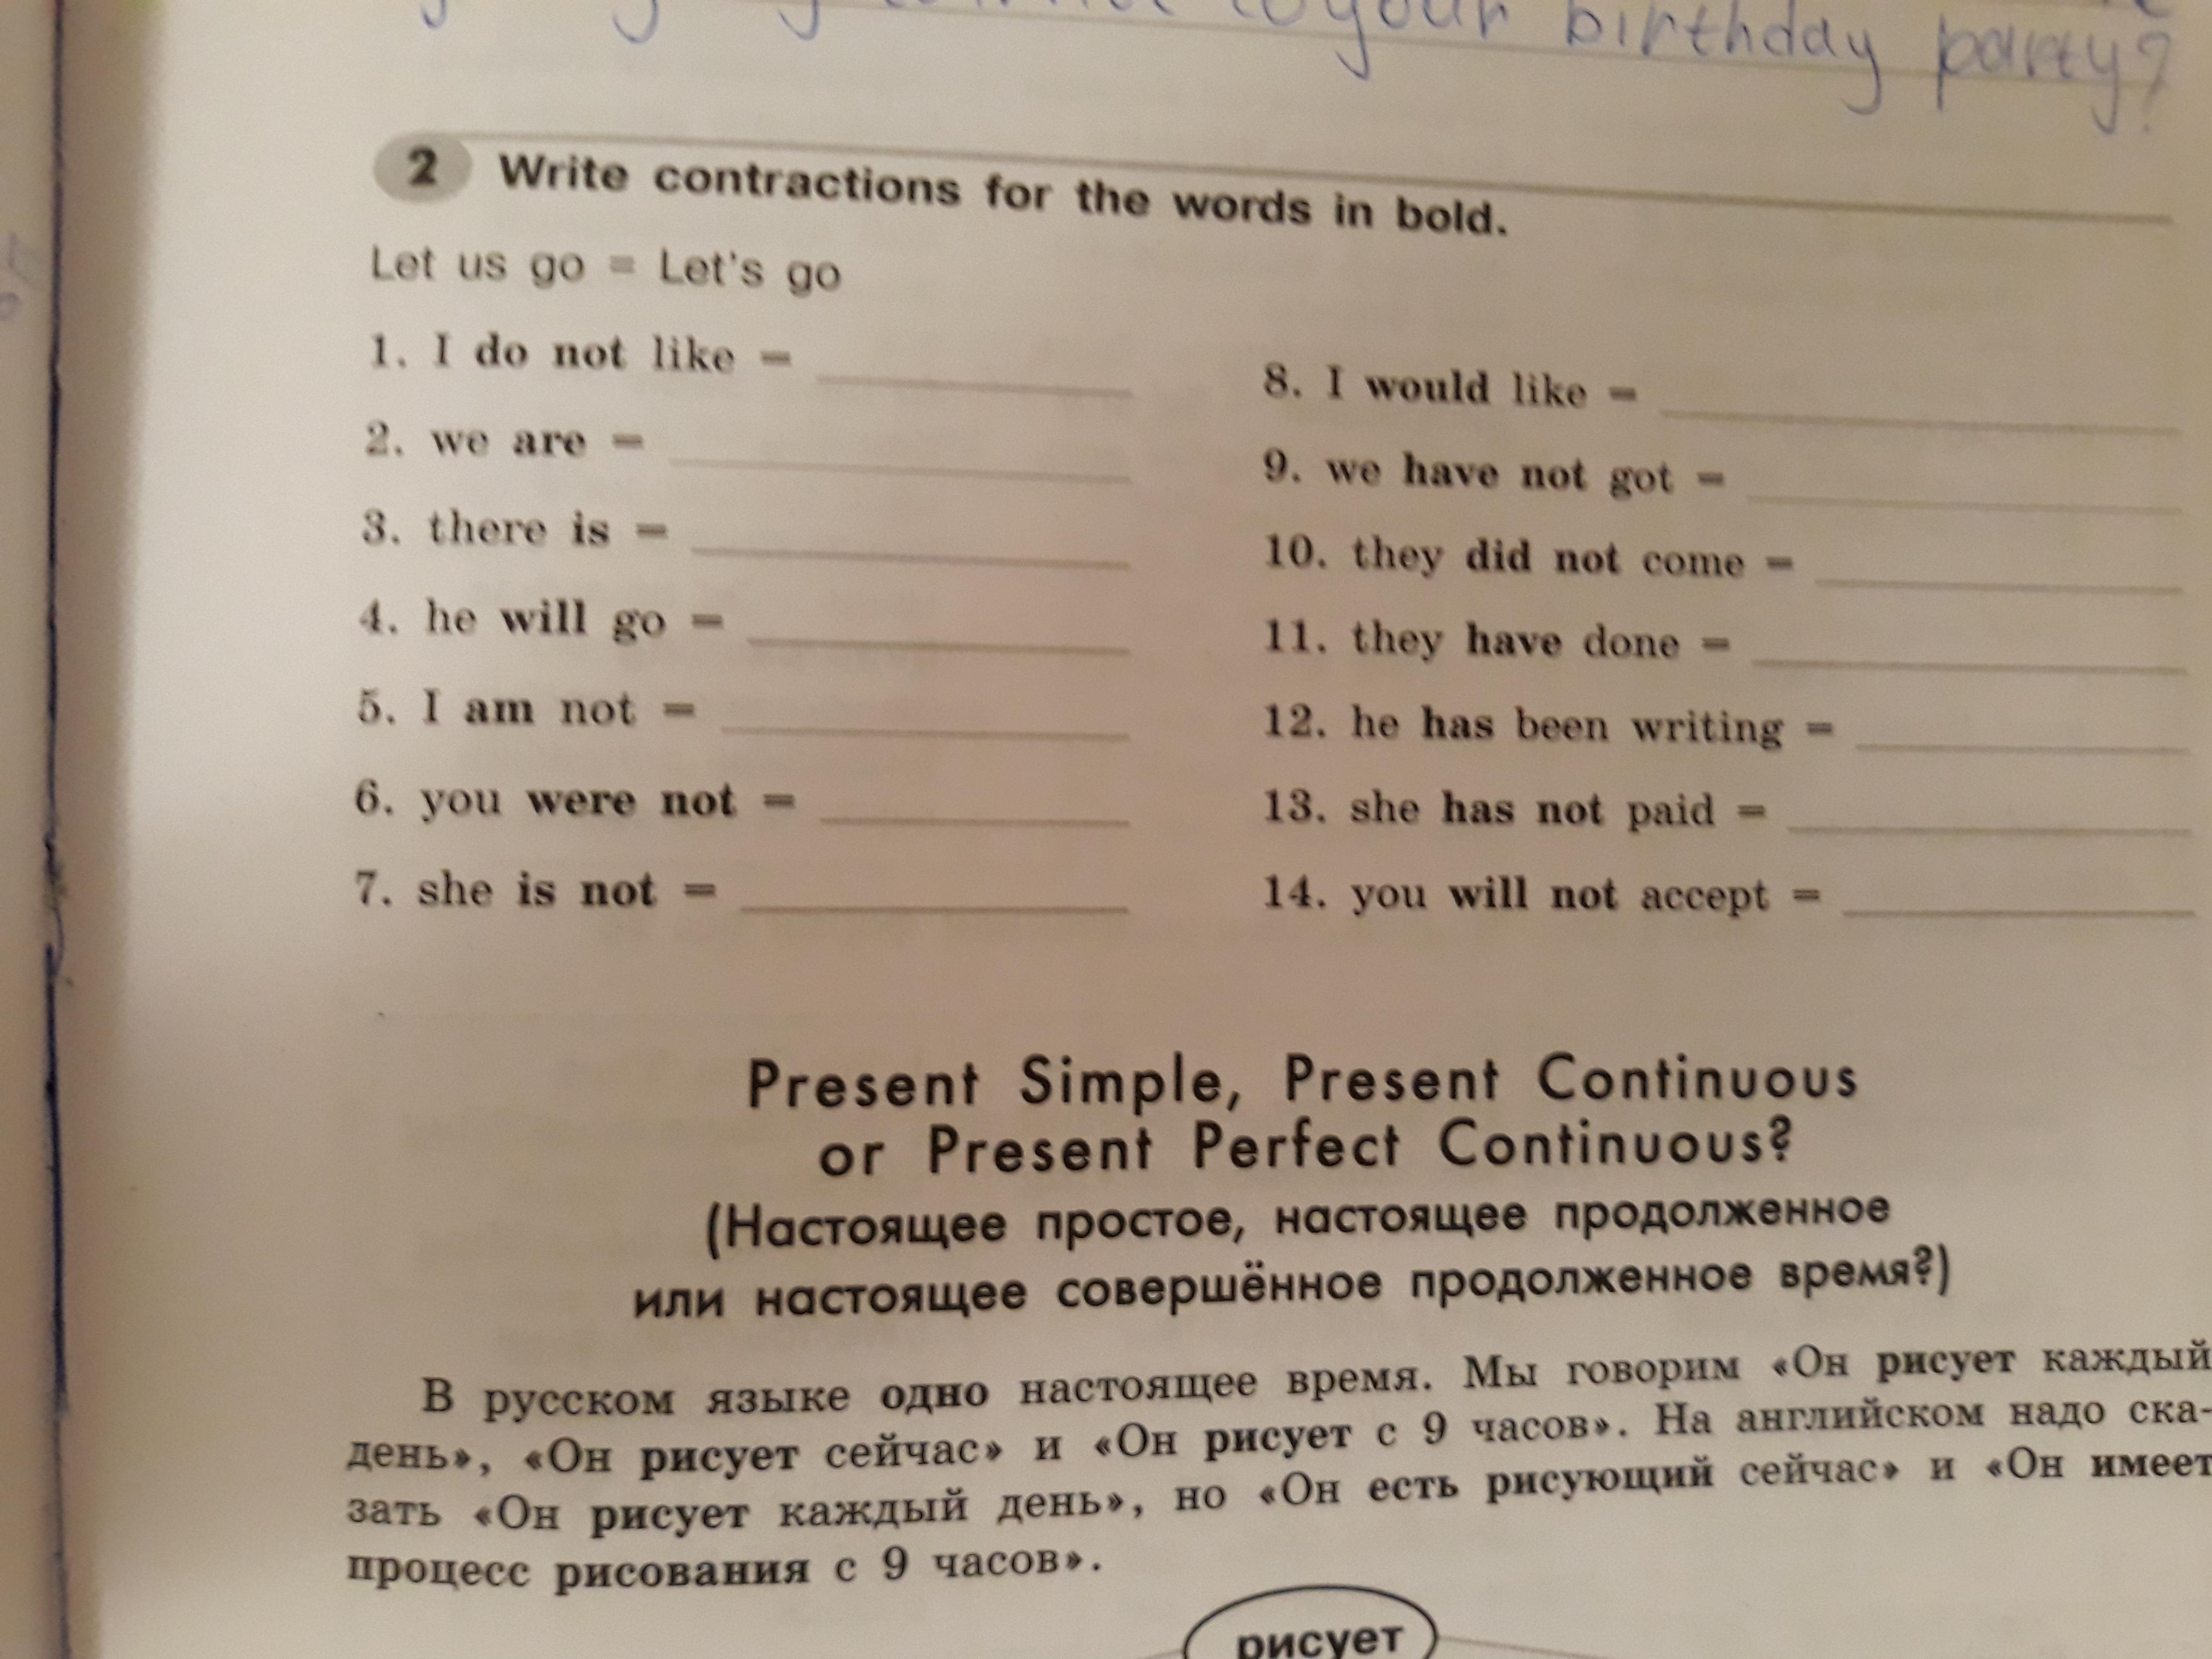 to your birthday party?
2 Write contractions for the words in bold.
Let us go = Let's go
1. I do not like =
2. we are =
3. there is =
4. he will go =
5. I am not =
6. you were not =
7. she is not =
8. I would like =
9. we have not got =
10. they did not come =
11. they have done =
12. he has been writing =
13. she has not paid =
14. you will not accept =
Present Simple, Present Continuous
or Present Perfect Continuous?
(Настоящее простое, настоящее продолженное
или настоящее совершённое продолженное время?)
В русском языке одно настоящее время. Мы говорим «Он рисует каждый
день», «Он рисует сейчас» и «Он рисует с 9 часов». На английском надо ска-
зать «Он рисует каждый день», но «Он есть рисующий сейчас» и «Он имеет
процесс рисования с 9 часов».
рисует